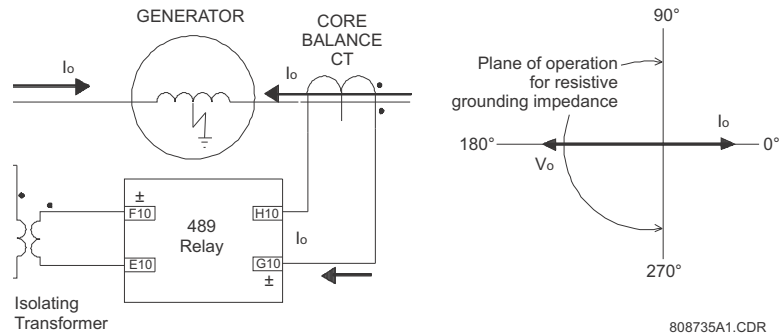 GENERATOR
CORE
BALANCE
CT
Io
Io
±
F10
E10
489
Relay
H10
G10
±
Io
Isolating
Transformer
90°
Plane of operation
for resistive
grounding impedance
Io
180°
0°
Vo
270°
808735A1.CDR